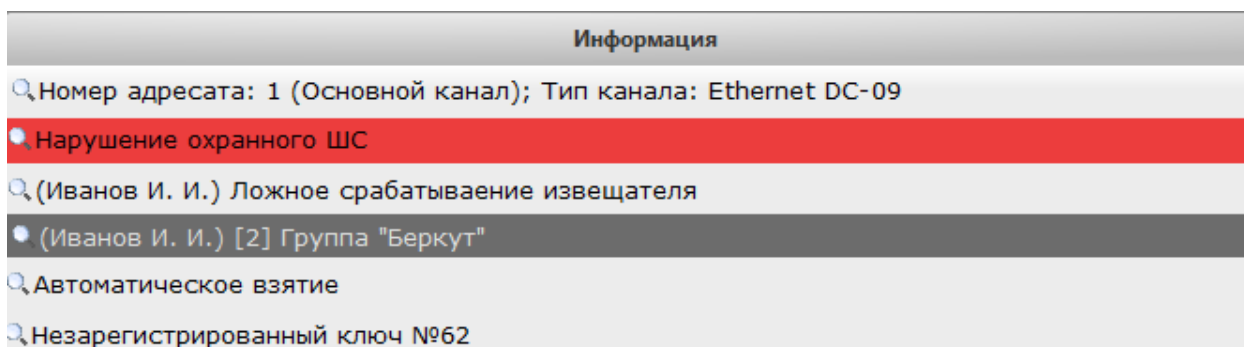 Информация
Номер адресата: 1 (Основной канал); Тип канала: Ethernet DC-09
Нарушение охранного ШС
(Иванов И. И.) Ложное срабатываение извещателя
(Иванов И. И.) [2] Группа "Беркут"
Автоматическое взятие
Незарегистрированный ключ №62